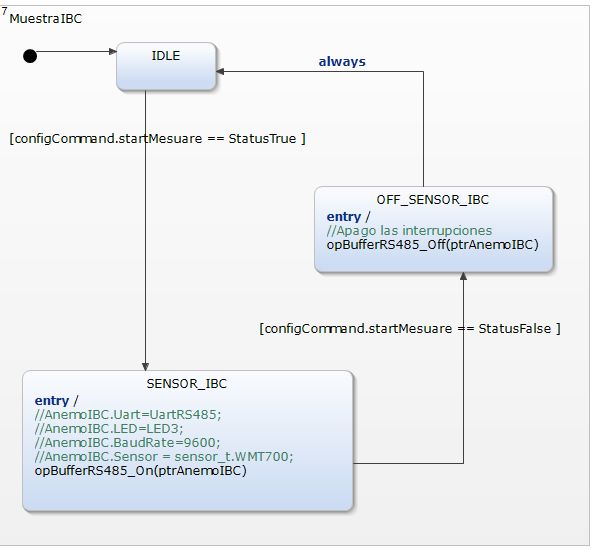 7
MuestraIBC
IDLE
always
[configCommand.startMesuare == StatusTrue ]
OFF_SENSOR_IBC
entry /
//Apago las interrupciones
opBufferRS485_Off(ptrAnemoIBC)
[configCommand.startMesuare == StatusFalse ]
SENSOR_IBC
entry /
//AnemoIBC.Uart=UartRS485;
//AnemoIBC.LED=LED3;
//AnemoIBC.BaudRate=9600;
//AnemoIBC.Sensor = sensor_t.WMT700;
opBufferRS485_On(ptrAnemoIBC)